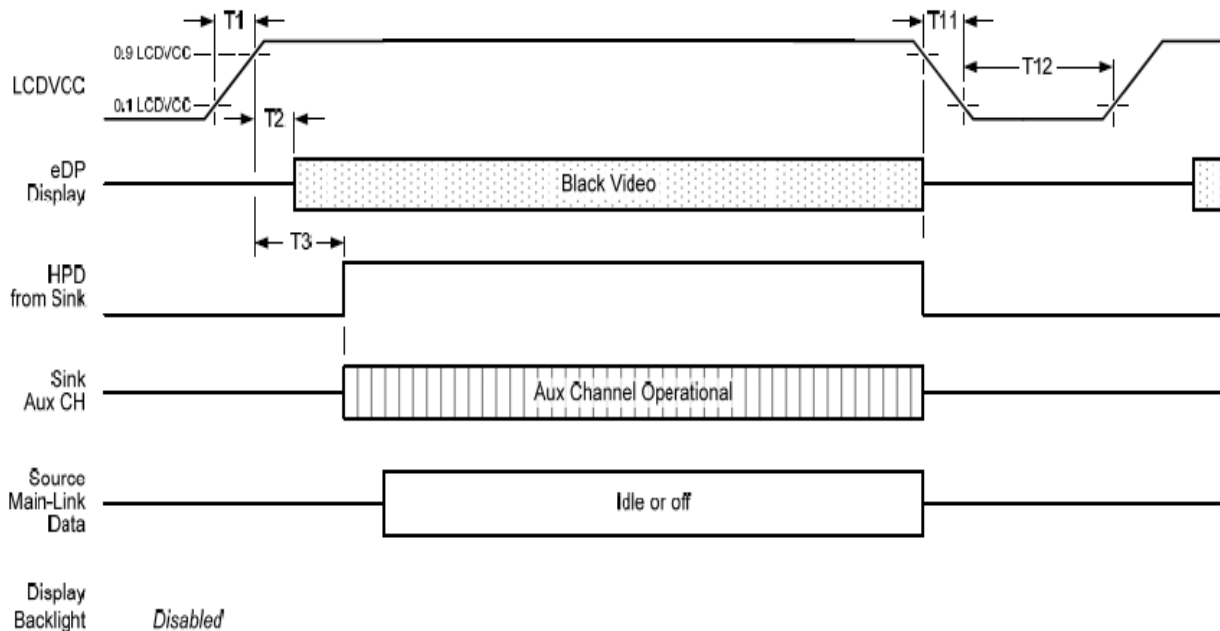 T1
T11
0.9 LCDVCC
LCDVCC
T12
0.1 LCDVCC
T2
eDP
Display
Black Video
T3
HPD
from Sink
Sink
Aux CH
Aux Channel Operational
Source
Main-Link
Data
Idle or off
Display
Backlight
Disabled